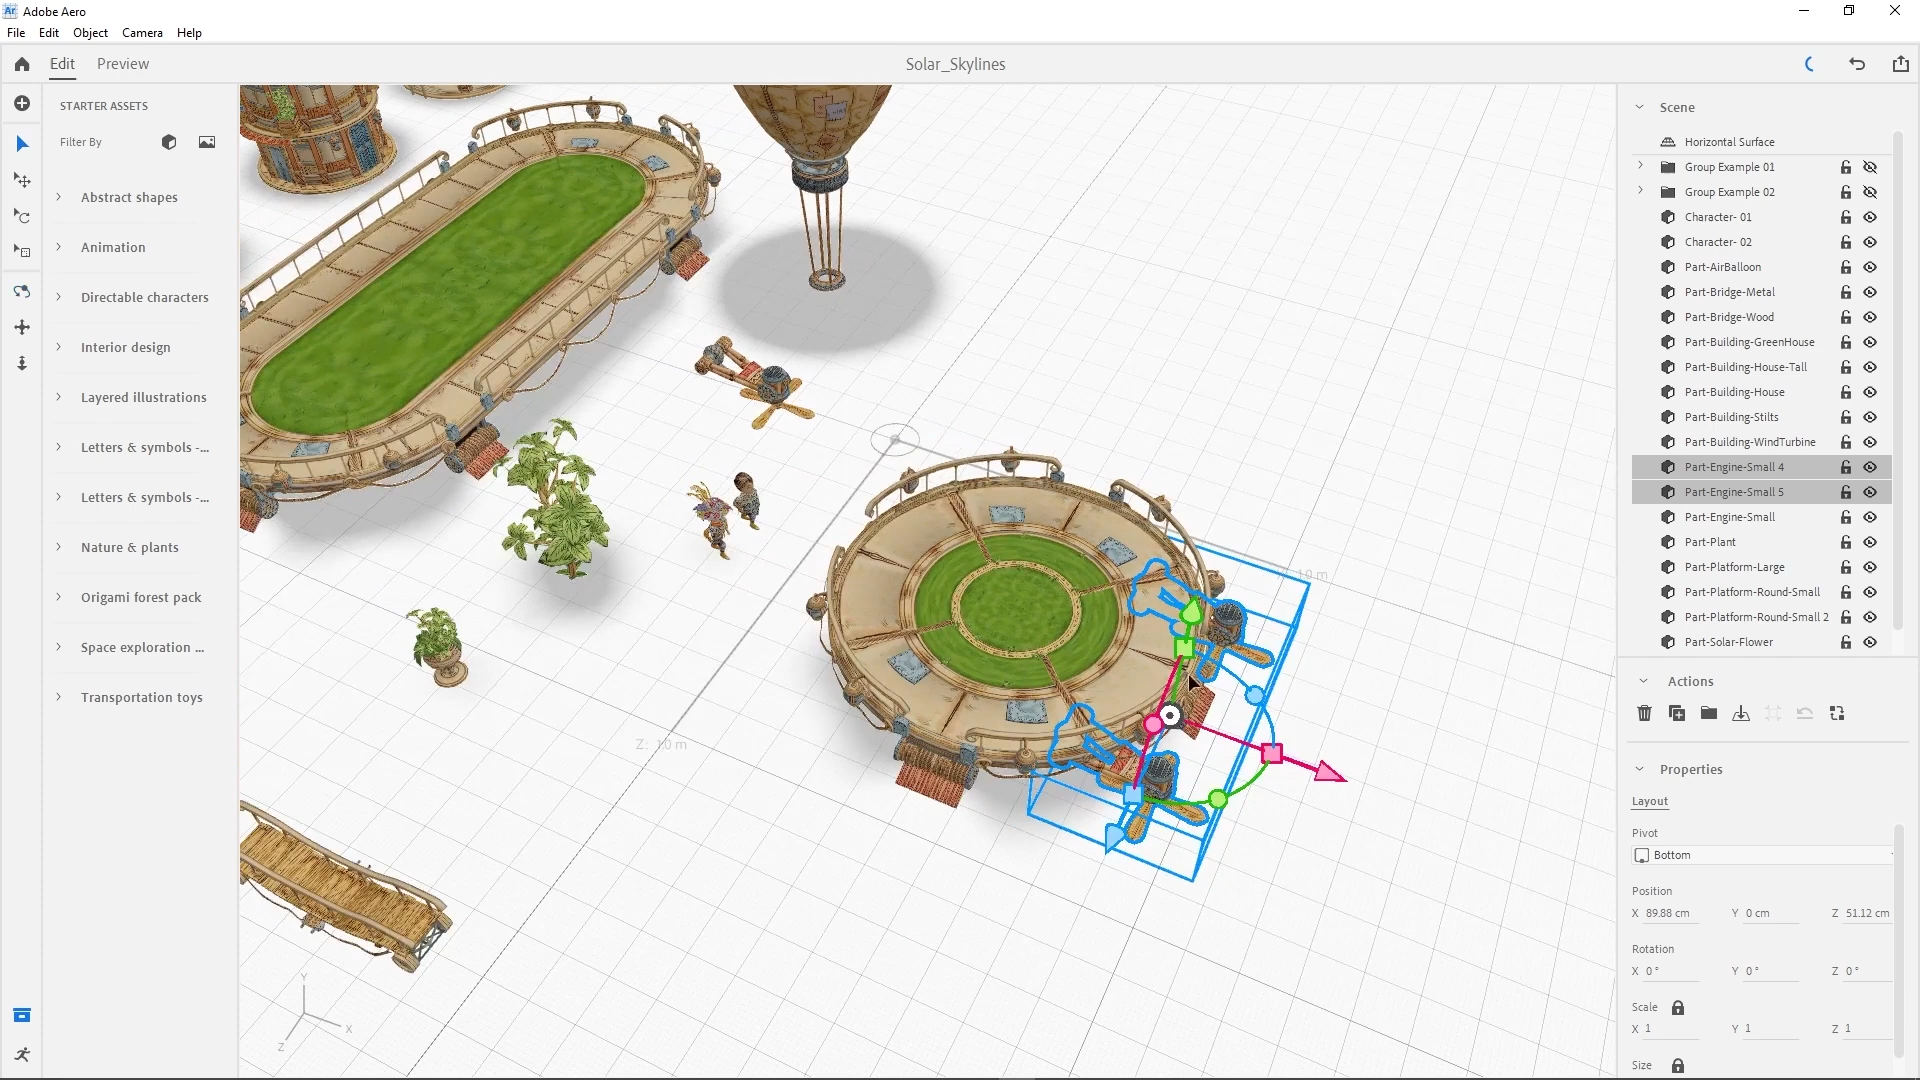 Ar Adobe Aero
File Edit Object Camera Help
Edit Preview
Solar_Skylines
STARTER ASSETS
Filter By
Abstract shapes
Animation
Directable characters
Interior design
Layered illustrations
Letters & symbols -...
Letters & symbols -...
Nature & plants
Origami forest pack
Space exploration ...
Transportation toys
Z: 10 m
10 m
Y
X
Z
Scene
Horizontal Surface
Group Example 01
Group Example 02
Character- 01
Character- 02
Part-AirBalloon
Part-Bridge-Metal
Part-Bridge-Wood
Part-Building-GreenHouse
Part-Building-House-Tall
Part-Building-House
Part-Building-Stilts
Part-Building-WindTurbine
Part-Engine-Small 4
Part-Engine-Small 5
Part-Engine-Small
Part-Plant
Part-Platform-Large
Part-Platform-Round-Small
Part-Platform-Round-Small 2
Part-Solar-Flower
Actions
Properties
Layout
Pivot
Bottom
Position
X 89.88 cm Y 0 cm Z 51.12 cm
Rotation
X 0° Y 0° Z 0°
Scale
X 1 Y 1 Z 1
Size